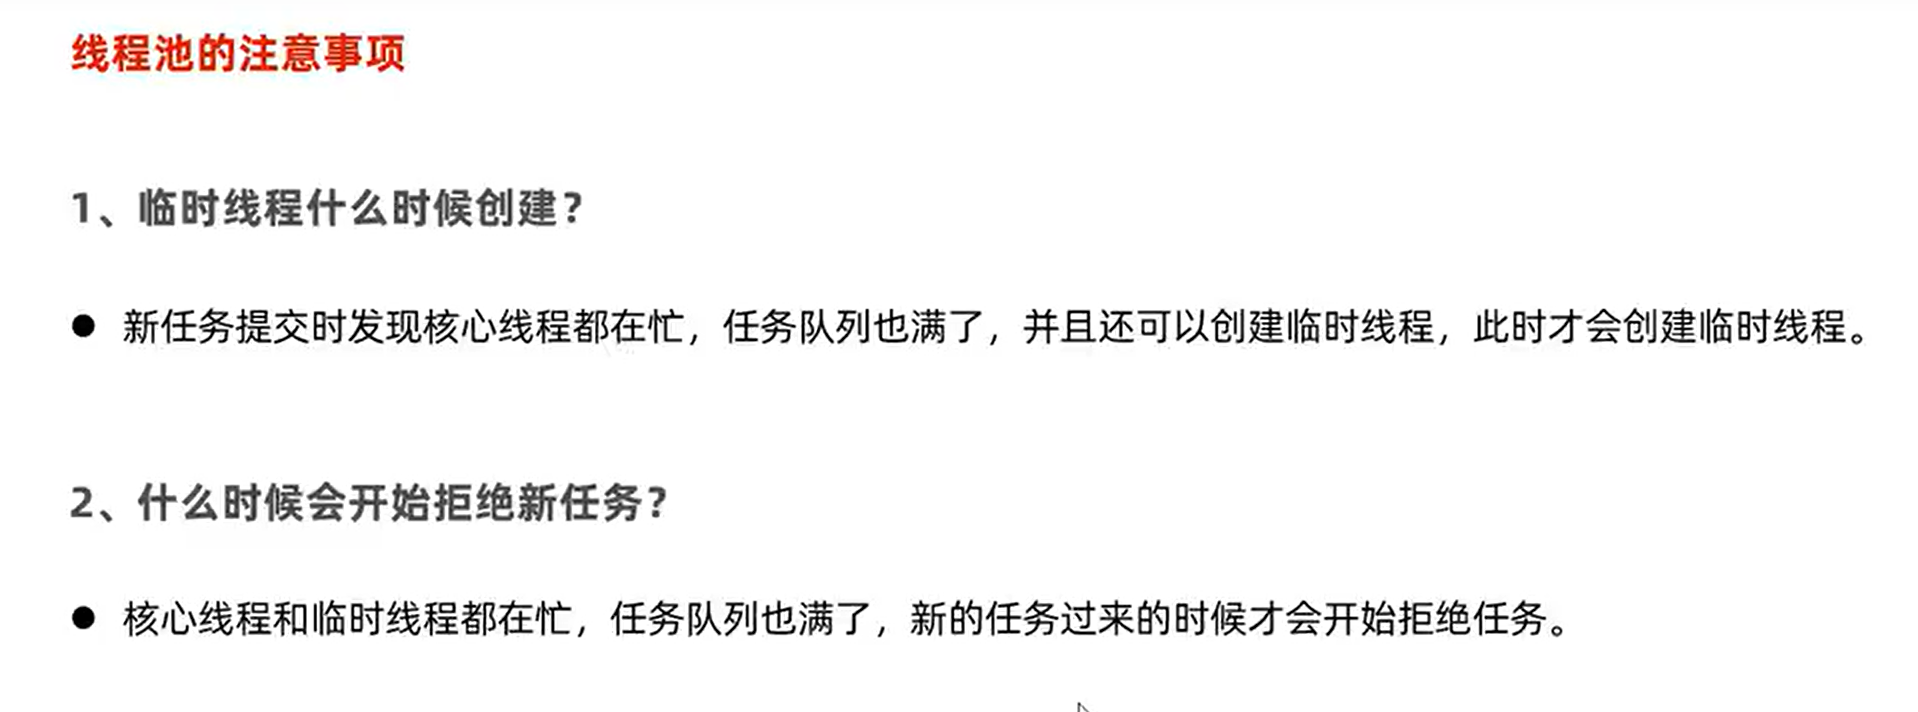 线程池的注意事项
1、临时线程什么时候创建？
● 新任务提交时发现核心线程都在忙，任务队列也满了，并且还可以创建临时线程，此时才会创建临时线程。
2、什么时候会开始拒绝新任务？
● 核心线程和临时线程都在忙，任务队列也满了，新的任务过来的时候才会开始拒绝任务。